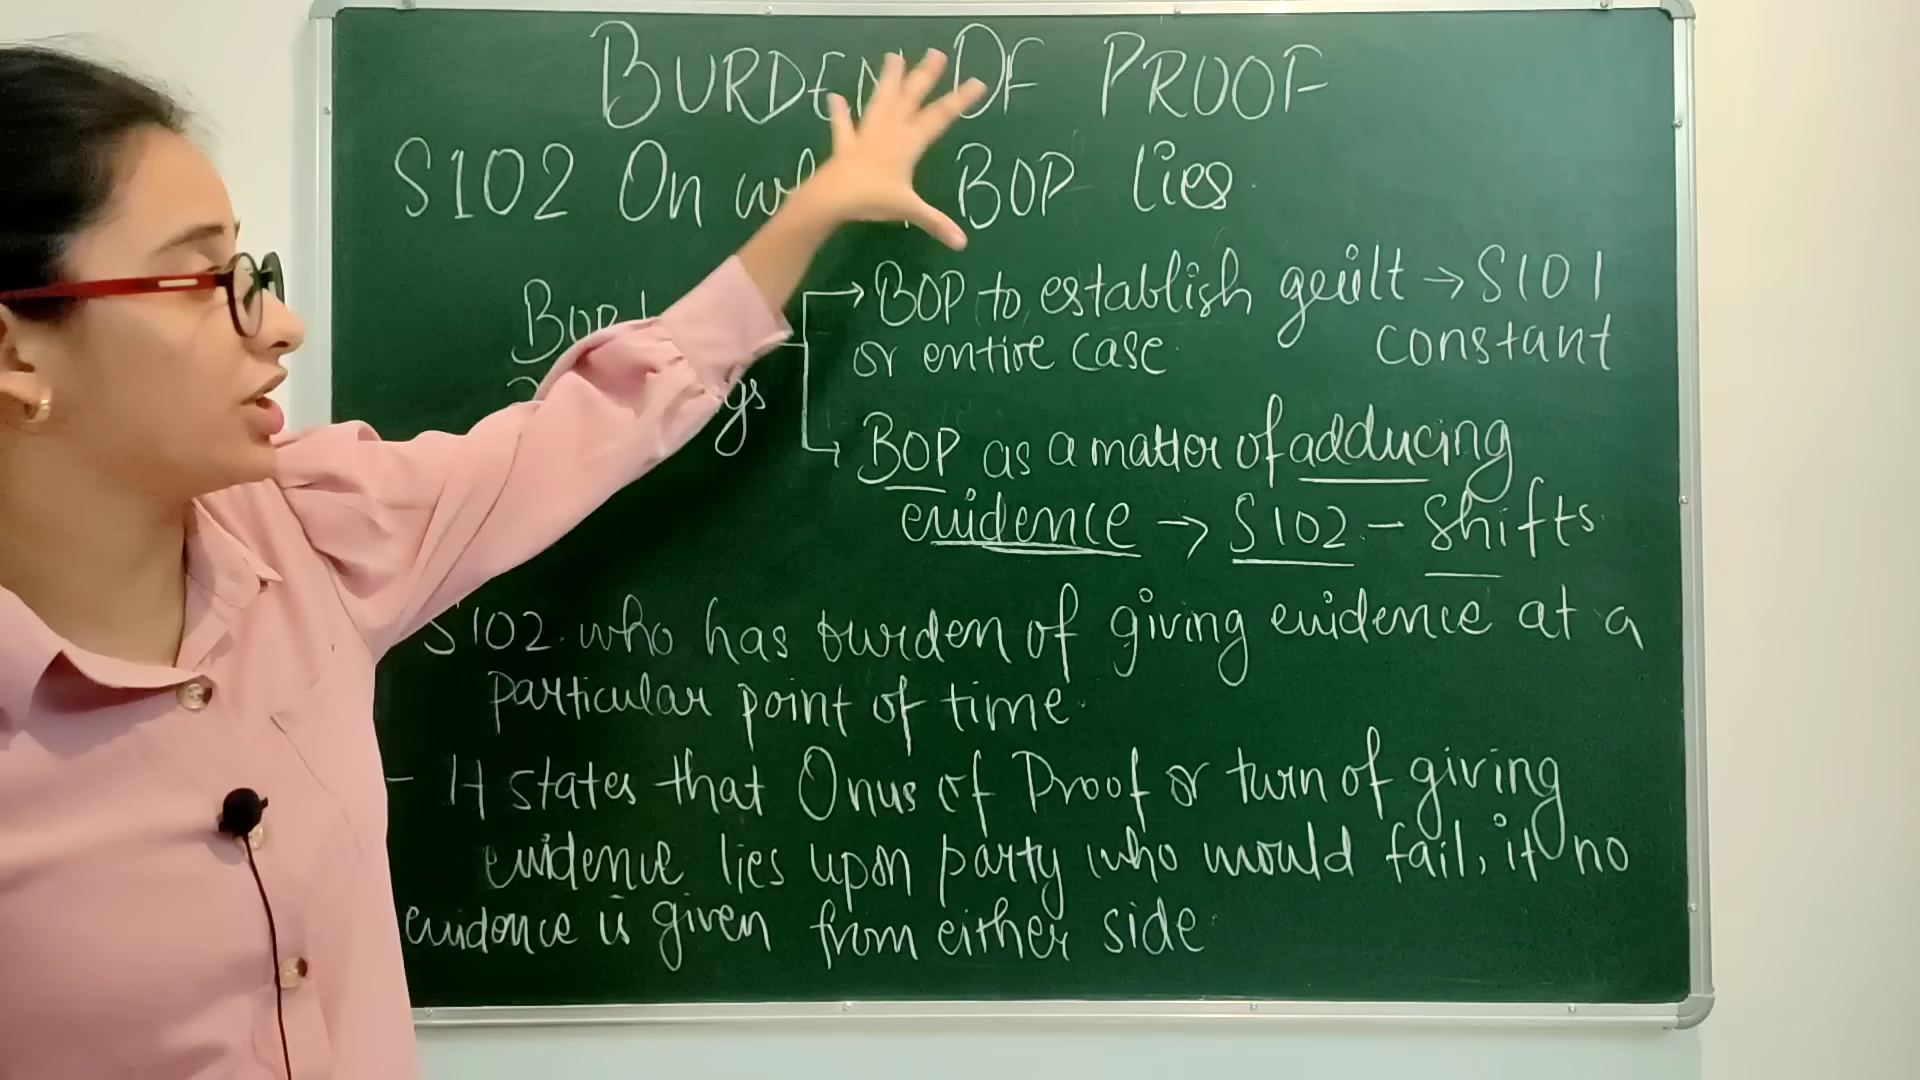 BURDEN OF PROOF
S102 On BOP lies
BOP to establish guilt → S101
or entire case constant
BOP as a matter of adducing
evidence → S102 - Shifts
S102 who has burden of giving evidence at a
particular point of time.
- It states that Onus of Proof or turn of giving
evidence lies upon party who would fail, if no
evidence is given from either side